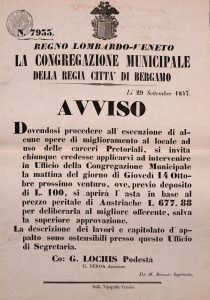 N. 7955.
REGNO LOMBARDO-VENETO
LA CONGREGAZIONE MUNICIPALE
DELLA REGIA CITTA' DI BERGAMO
Li 29 Settembre 1847.
AVVISO
Dovendosi procedere all' esecuzione di al-
cune opere di miglioramento al locale ad
uso delle carceri Pretoriali, si invita
chiunque credesse applicarvi ad intervenire
in Ufficio della Congregazione Municipale
la mattina del giorno di Giovedì 14 Otto-
bre prossimo venturo, ove, previo deposito
di L. 100, si aprirà l' asta in base al
prezzo peritale di Austriache L. 677. 88
per deliberarla al migliore offerente, salva
la superiore approvazione.
La descrizione dei lavori e capitolato d' ap-
palto sono ostensibili presso questo Ufficio
di Segretaria.
Co: G. LOCHIS Podestà
Assessore
Segretario.
Dalla Tipografia Crescini